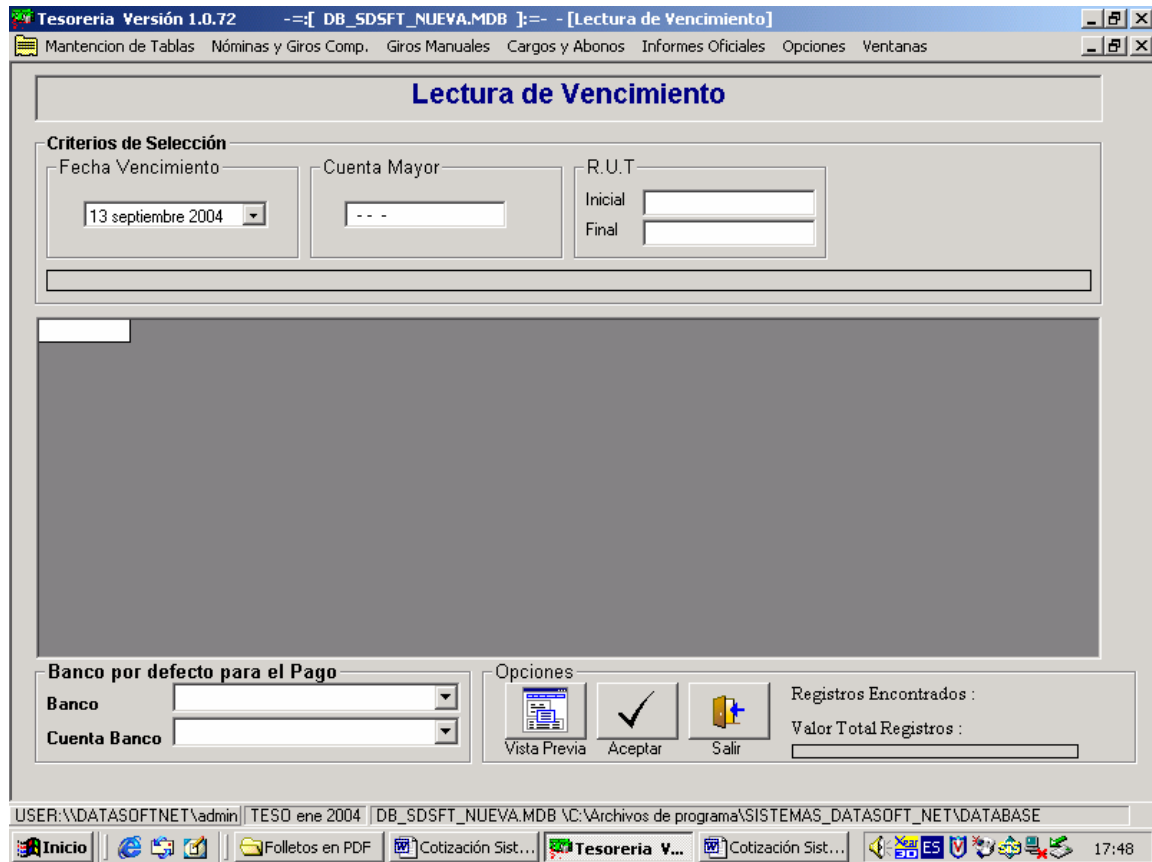 Tesoreria Versión 1.0.72 -=:[ DB_SDSFT_NUEVA.MDB ]:=- - [Lectura de Vencimiento]
Mantencion de Tablas Nóminas y Giros Comp. Giros Manuales Cargos y Abonos Informes Oficiales Opciones Ventanas
Lectura de Vencimiento
Criterios de Selección
Fecha Vencimiento Cuenta Mayor R.U.T
13 septiembre 2004 - - - Inicial
Final
Banco por defecto para el Pago Opciones
Banco
Cuenta Banco
Vista Previa Aceptar Salir
Registros Encontrados :
Valor Total Registros :
USER:\\DATASOFTNET\admin TESO ene 2004 DB_SDSFT_NUEVA.MDB \C:\Archivos de programa\SISTEMAS_DATASOFT_NET\DATABASE
Inicio Folletos en PDF Cotización Sist... Tesoreria V... Cotización Sist... ES 17:48